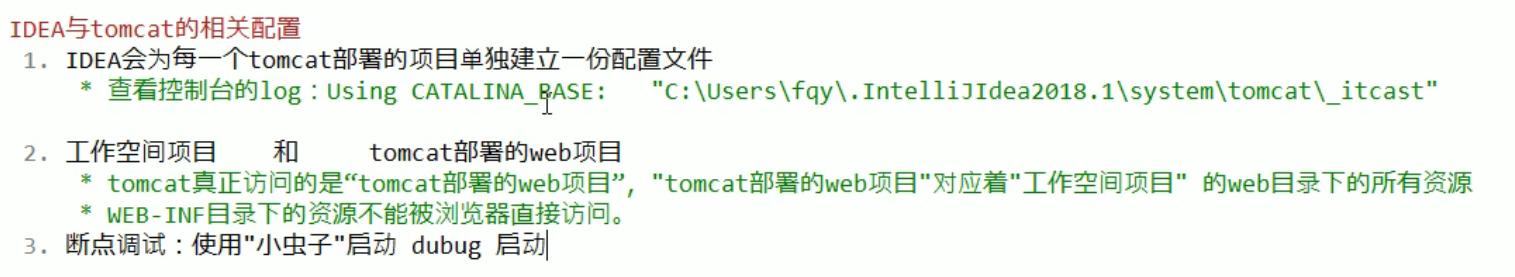 IDEA与tomcat的相关配置
1. IDEA会为每一个tomcat部署的项目单独建立一份配置文件
* 查看控制台的log：Using CATALINA_BASE:   "C:\Users\fqy\.IntelliJIdea2018.1\system\tomcat\_itcast"
2. 工作空间项目    和     tomcat部署的web项目
* tomcat真正访问的是“tomcat部署的web项目”，"tomcat部署的web项目"对应着"工作空间项目" 的web目录下的所有资源
* WEB-INF目录下的资源不能被浏览器直接访问。
3. 断点调试：使用"小虫子"启动 dubug 启动